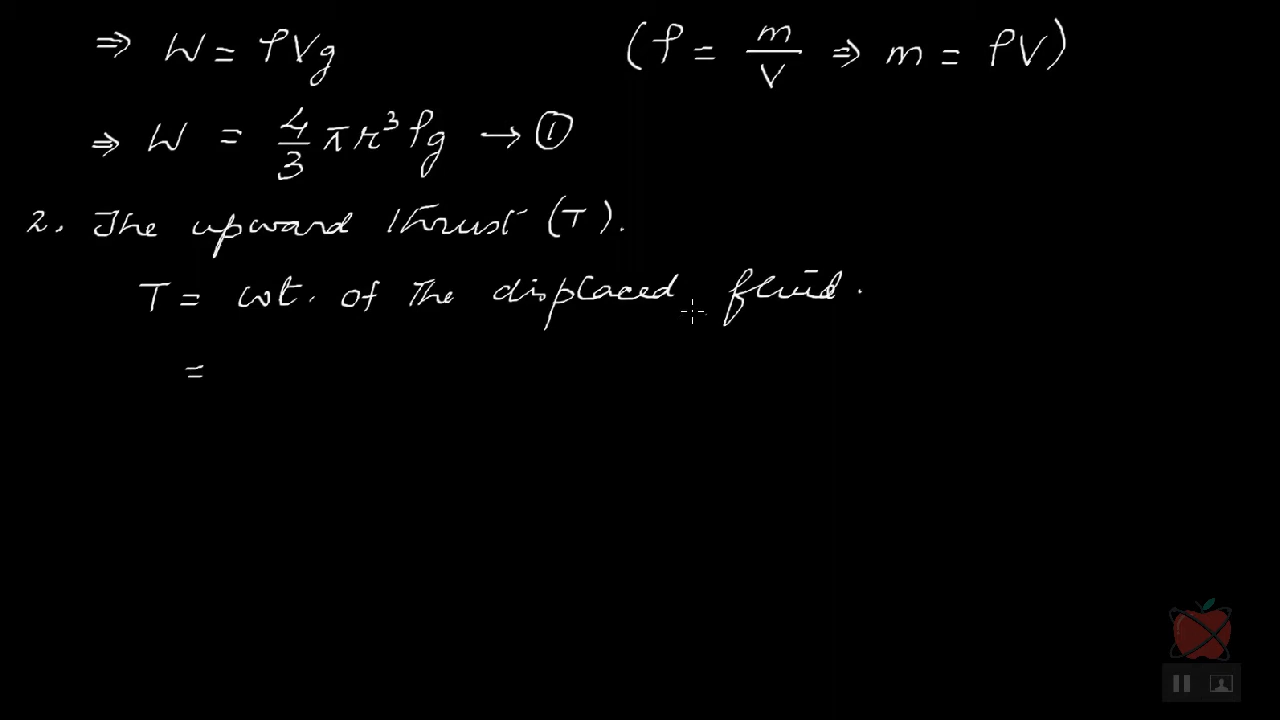 ⇒ W = ρVg (ρ = m/V ⇒ m = ρV)
⇒ W = 4/3 πr³ρg → ①
2. The upward thrust (T).
T = wt. of the displaced fluid.
=